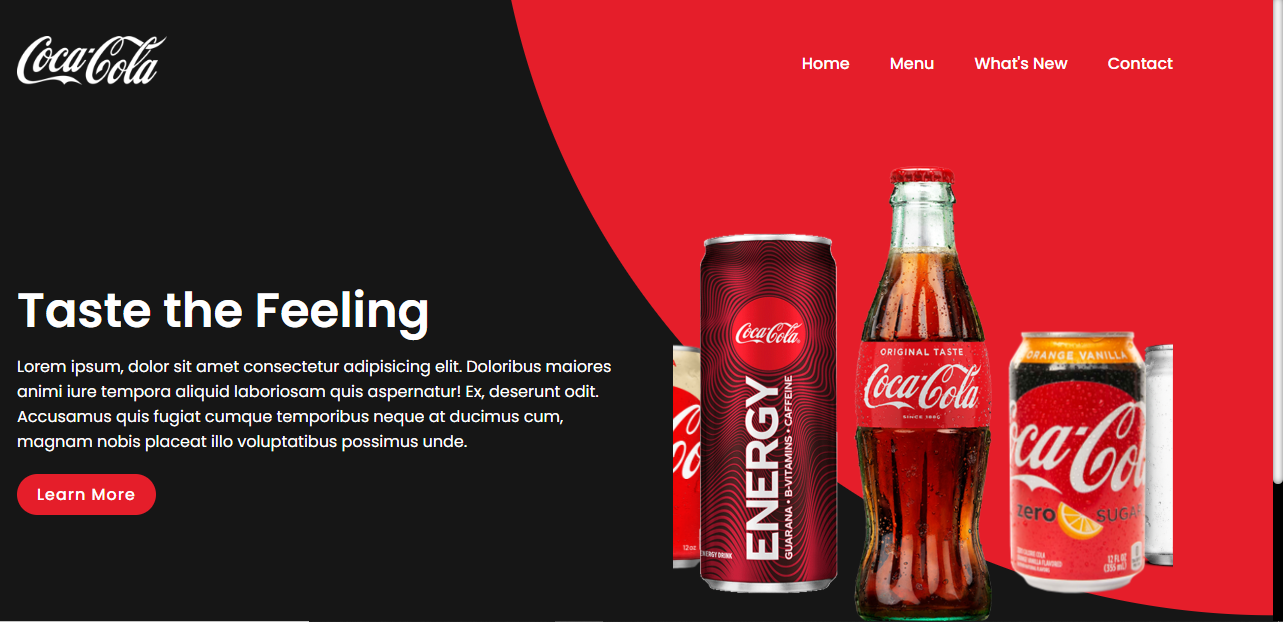 Coca-Cola
Home
Menu
What's New
Contact
Taste the Feeling
Lorem ipsum, dolor sit amet consectetur adipisicing elit. Doloribus maiores
animi iure tempora aliquid laboriosam quis aspernatur! Ex, deserunt odit.
Accusamus quis fugiat cumque temporibus neque at ducimus cum,
magnam nobis placeat illo voluptatibus possimus unde.
Learn More
12 oz
Coca-Cola
ENERGY
GUARANA • B-VITAMINS • CAFFEINE
ENERGY DRINK
ORIGINAL TASTE
Coca-Cola
SINCE 1886
ORANGE VANILLA
Coca-Col
zero SUGAR
12 FL OZ
(355 mL)